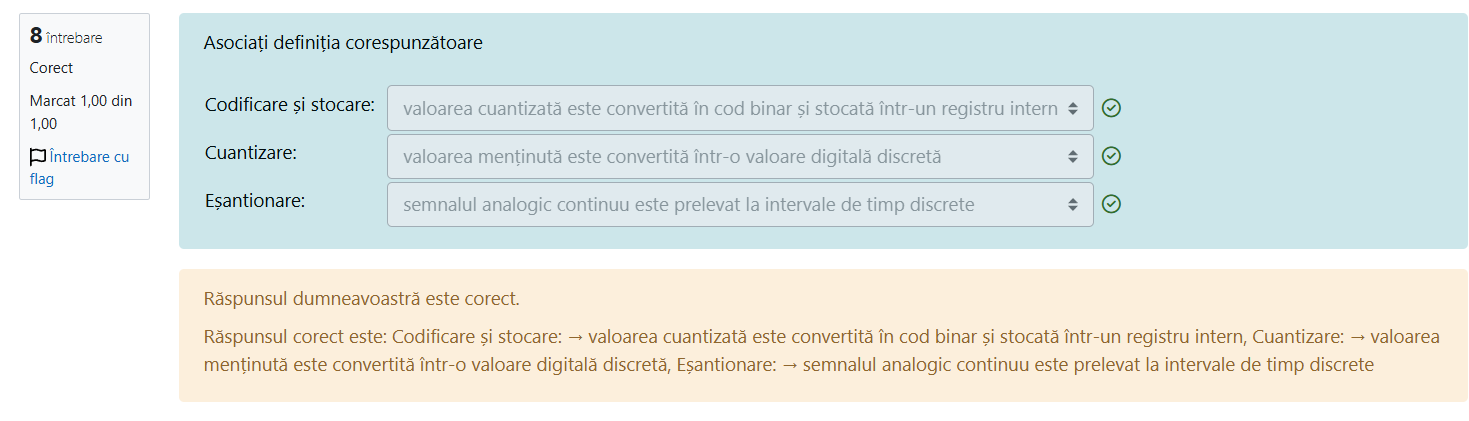 8 întrebare
Corect
Marcat 1,00 din
1,00
Întrebare cu
flag
Asociați definiția corespunzătoare
Codificare și stocare: valoarea cuantizată este convertită în cod binar și stocată într-un registru intern
Cuantizare: valoarea menținută este convertită într-o valoare digitală discretă
Eșantionare: semnalul analogic continuu este prelevat la intervale de timp discrete
Răspunsul dumneavoastră este corect.
Răspunsul corect este: Codificare și stocare: → valoarea cuantizată este convertită în cod binar și stocată într-un registru intern, Cuantizare: → valoarea
menținută este convertită într-o valoare digitală discretă, Eșantionare: → semnalul analogic continuu este prelevat la intervale de timp discrete